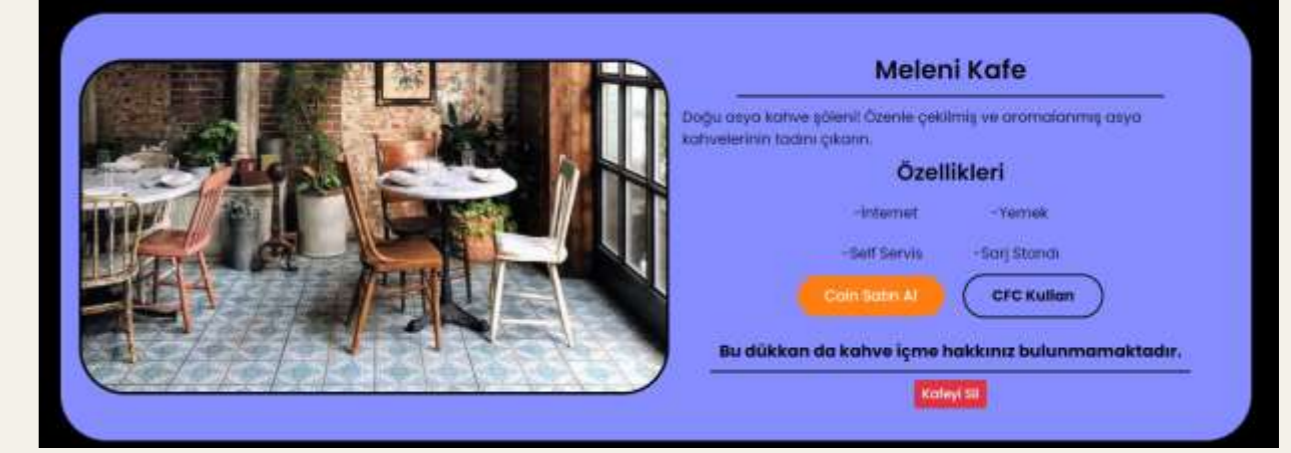 Meleni Kafe
Doğu asya kahve şöleni! Özenle çekilmiş ve aromalanmış asya
kahvelerinin tadını çıkarın.
Özellikleri
-İnternet -Yemek
-Self Servis -Sarj Standı
Coin Satın Al CFC Kullan
Bu dükkan da kahve içme hakkınız bulunmamaktadır.
Kafeyi Sil